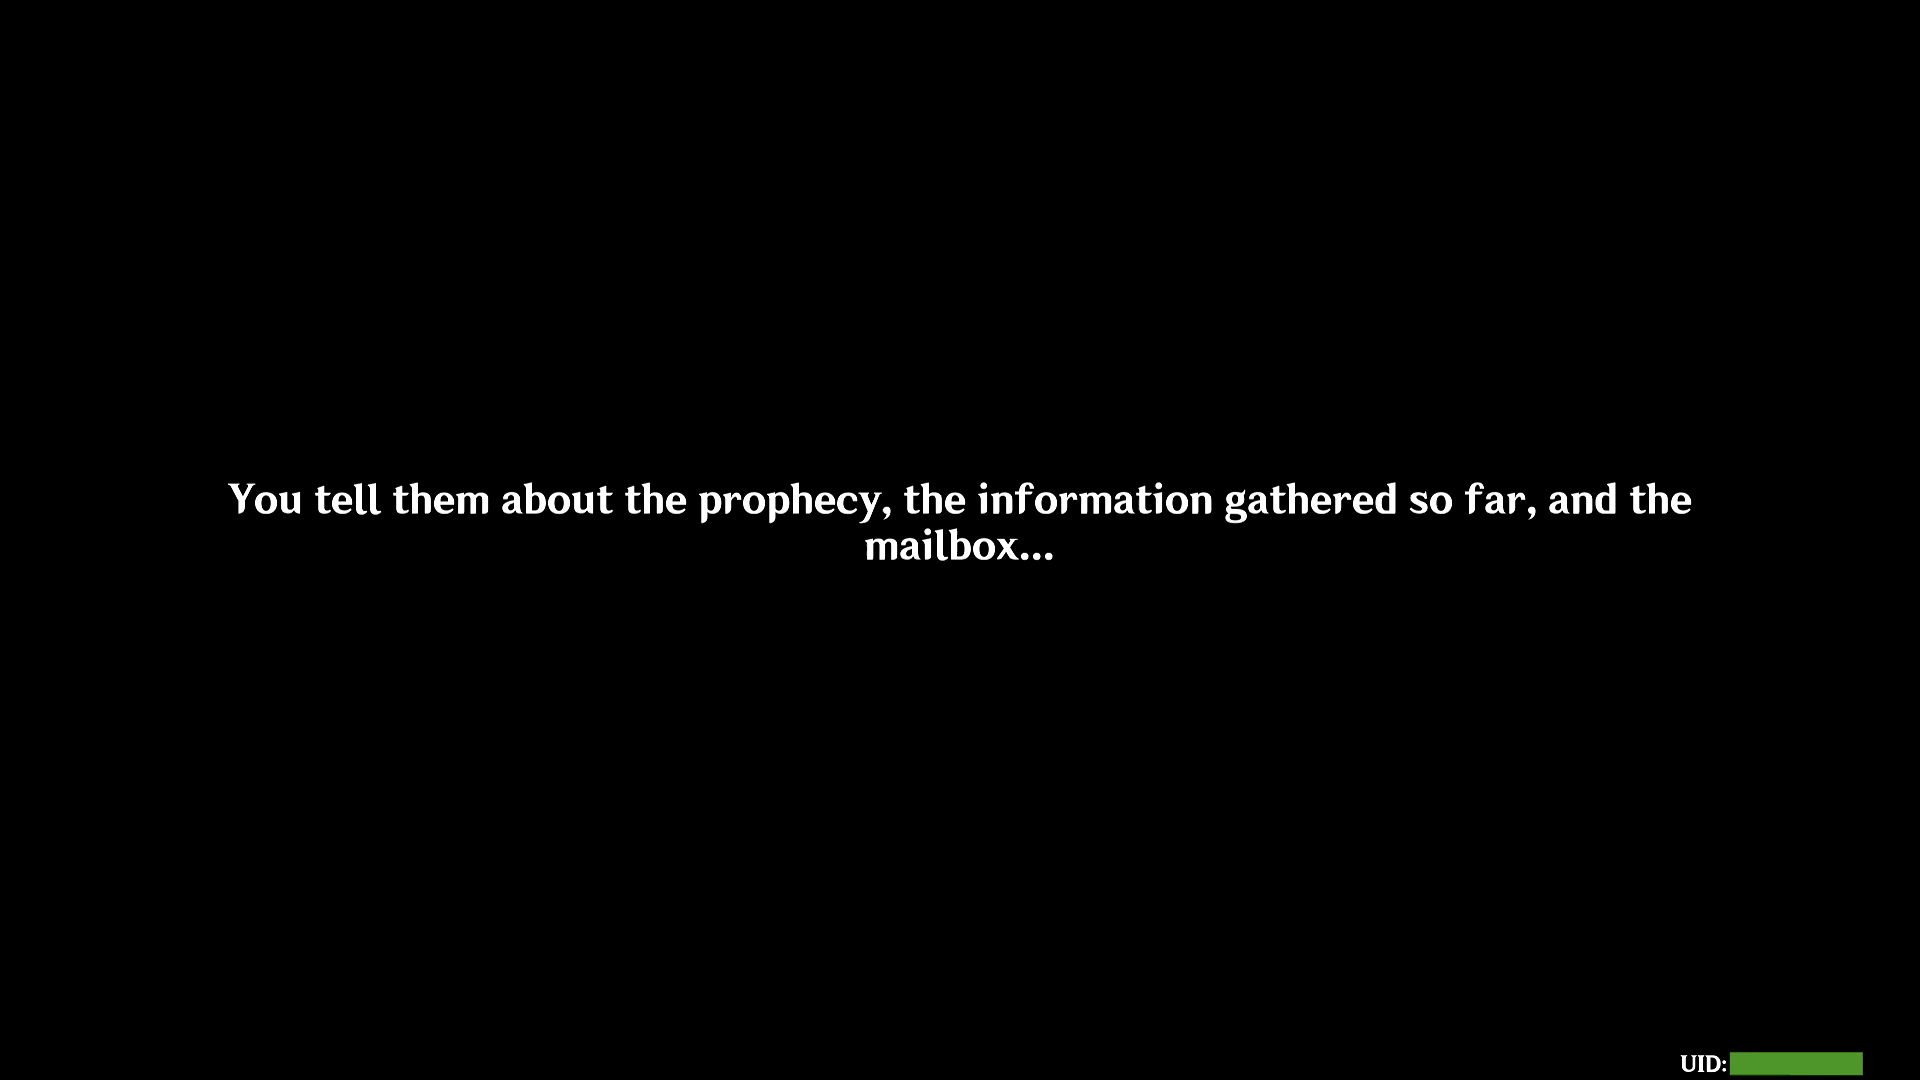 You tell them about the prophecy, the information gathered so far, and the
mailbox...
UID: